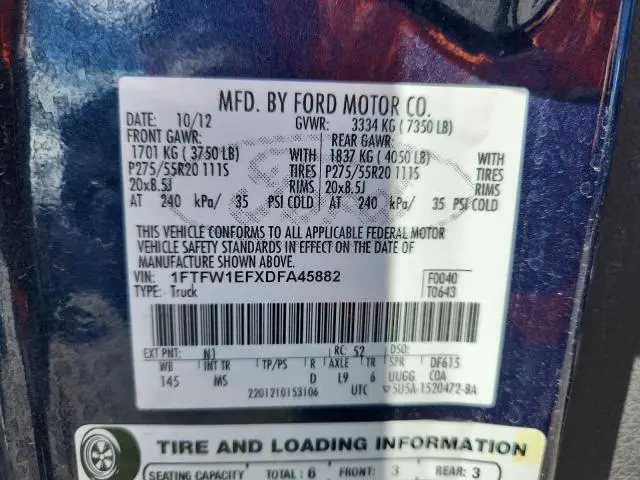 MFD. BY FORD MOTOR CO.
DATE: 10/12 GVWR: 3334 KG ( 7350 LB)
FRONT GAWR: REAR GAWR:
1701 KG ( 3750 LB) WITH 1837 KG ( 4050 LB) WITH
P275/55R20 111S TIRES P275/55R20 111S TIRES
20x8.5J RIMS 20x8.5J RIMS
AT 240 kPa/ 35 PSI COLD AT 240 kPa/ 35 PSI COLD
THIS VEHICLE CONFORMS TO ALL APPLICABLE FEDERAL MOTOR
VEHICLE SAFETY STANDARDS IN EFFECT ON THE DATE OF
MANUFACTURE SHOWN ABOVE.
VIN: 1FTFW1EFXDFA45882 F0040
TYPE: Truck T0643
EXT PNT: N1 RC: 52 DSO:
WB INT TR TP/PS R AXLE TR SPR DF615
145 MS D L9 6 UUGG COA
2201210153106 UTC 5U5A-1520472-BA
TIRE AND LOADING INFORMATION
SEATING CAPACITY TOTAL : 6 FRONT: 3 REAR: 3